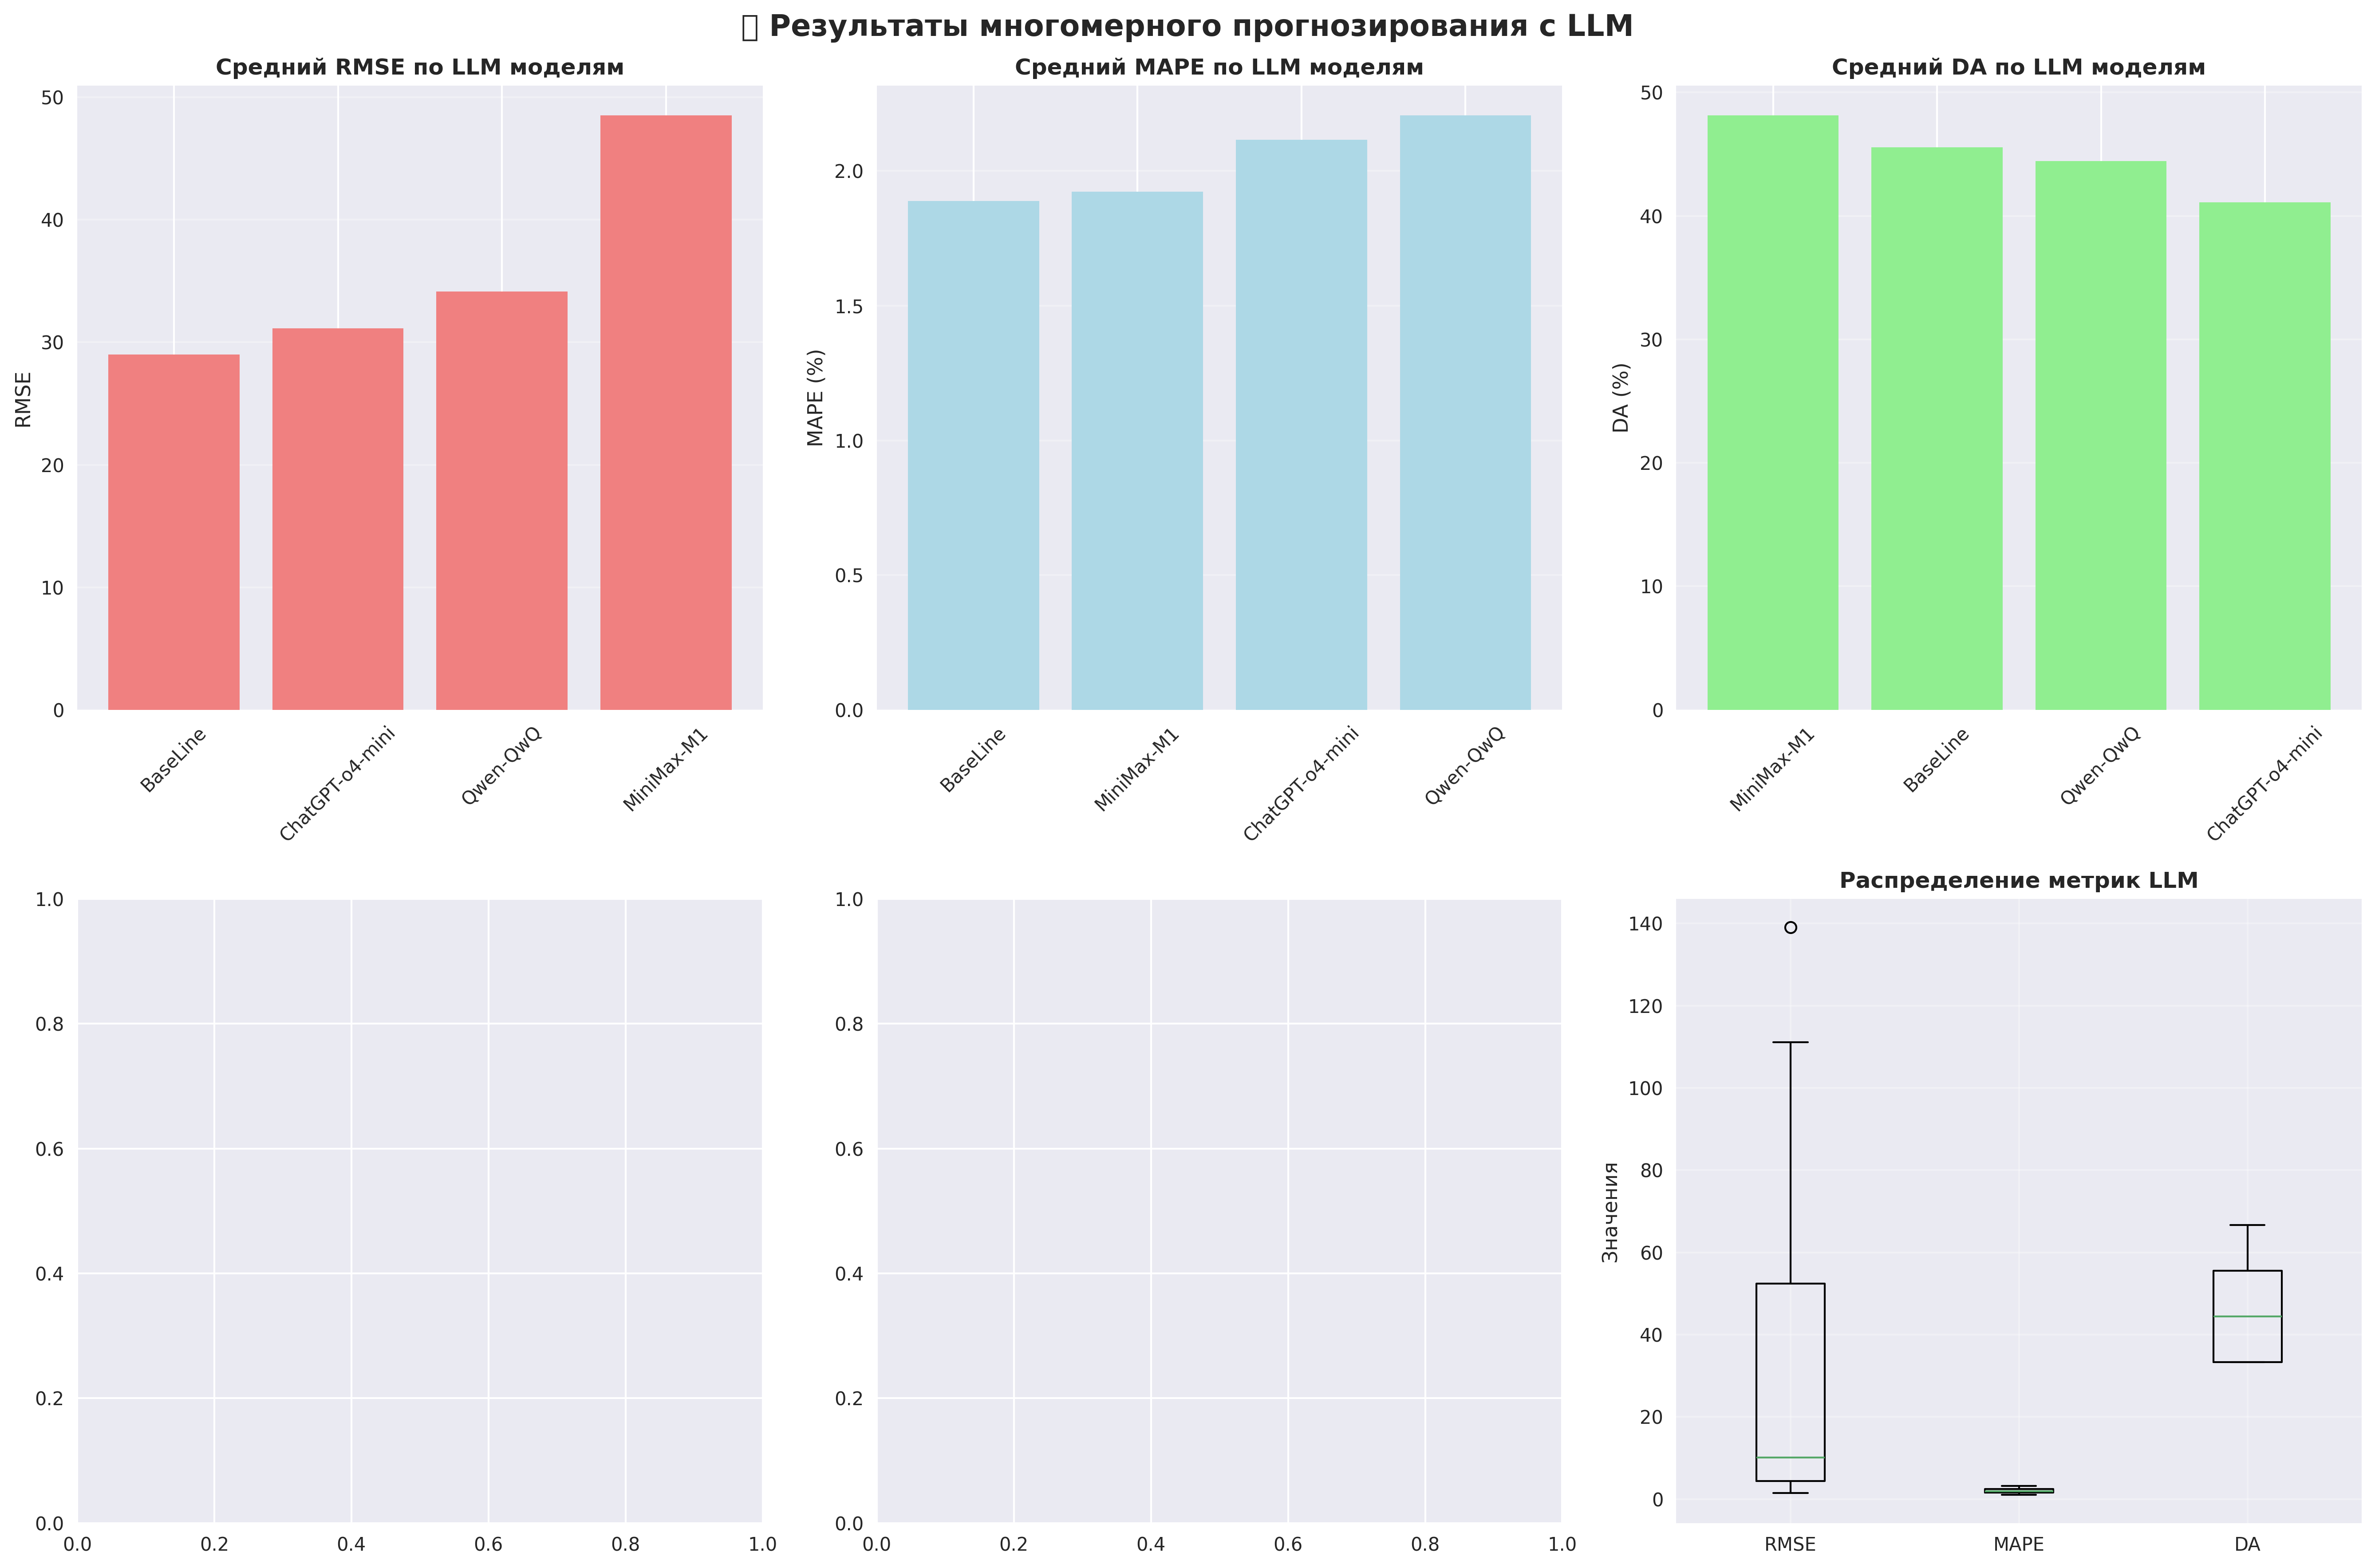 Результаты многомерного прогнозирования с LLM
Средний RMSE по LLM моделям
50
40
30
20
10
0
RMSE
BaseLine
ChatGPT-o4-mini
Qwen-QwQ
MiniMax-M1
Средний MAPE по LLM моделям
2.0
1.5
1.0
0.5
0.0
MAPE (%)
BaseLine
MiniMax-M1
ChatGPT-o4-mini
Qwen-QwQ
Средний DA по LLM моделям
50
40
30
20
10
0
DA (%)
MiniMax-M1
BaseLine
Qwen-QwQ
ChatGPT-o4-mini
1.0
0.8
0.6
0.4
0.2
0.0
0.0 0.2 0.4 0.6 0.8 1.0
1.0
0.8
0.6
0.4
0.2
0.0
0.0 0.2 0.4 0.6 0.8 1.0
Распределение метрик LLM
140
120
100
80
60
40
20
0
Значения
RMSE MAPE DA